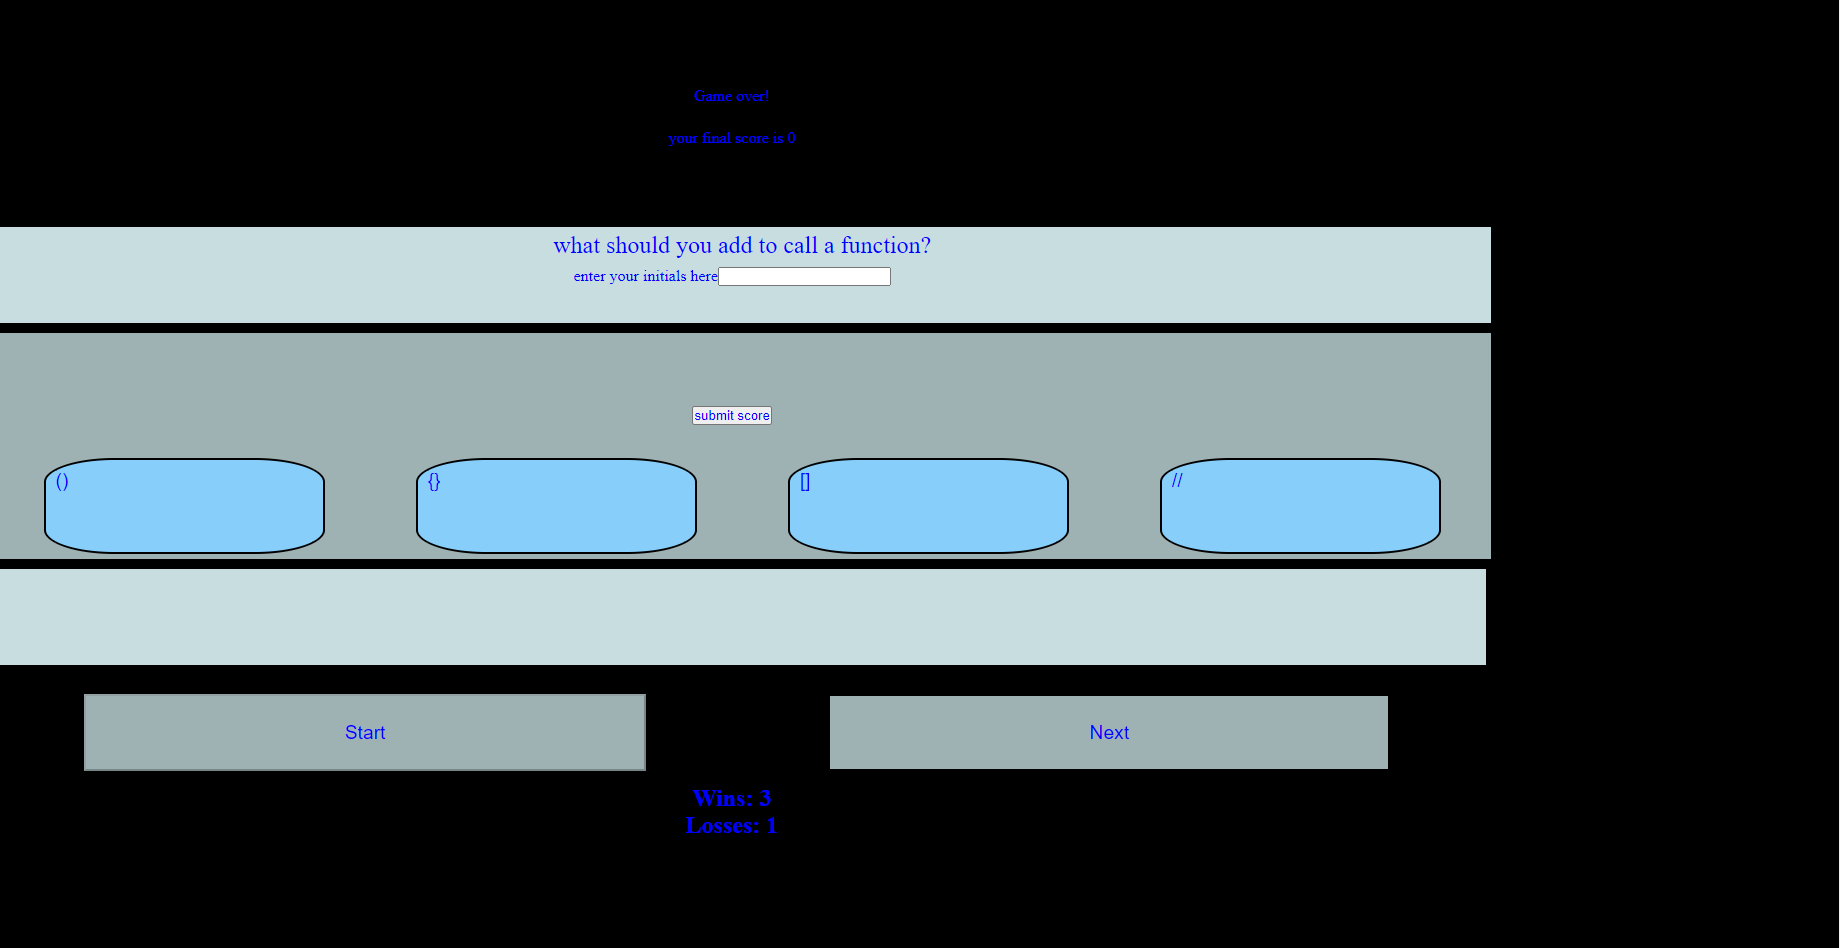 Game over!
your final score is 0
what should you add to call a function?
enter your initials here
submit score
() {} [] //
Start Next
Wins: 3
Losses: 1